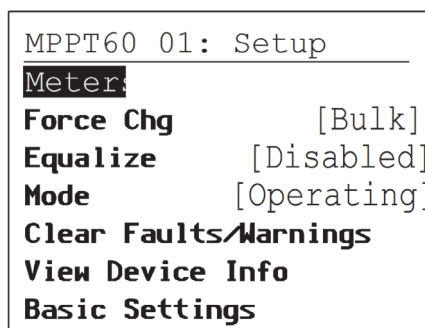 MPPT60 01: Setup
Meters
Force Chg [Bulk]
Equalize [Disabled]
Mode [Operating]
Clear Faults/Warnings
View Device Info
Basic Settings